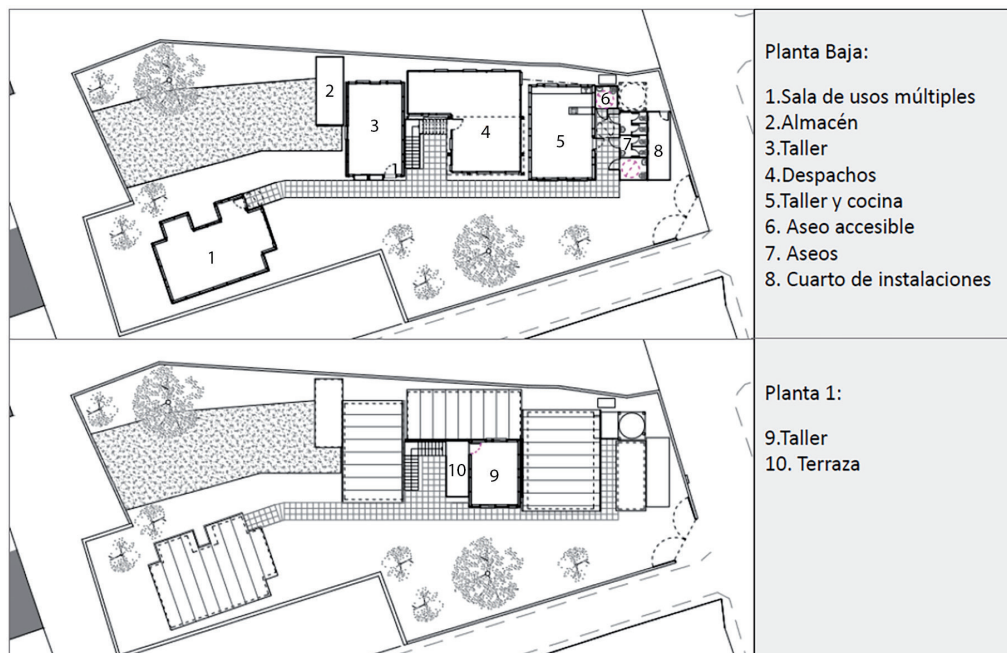 Planta Baja:
1.Sala de usos múltiples
2.Almacén
3.Taller
4.Despachos
5.Taller y cocina
6. Aseo accesible
7. Aseos
8. Cuarto de instalaciones
2
3
4
5
6
7
8
1
Planta 1:
9.Taller
10. Terraza
10
9